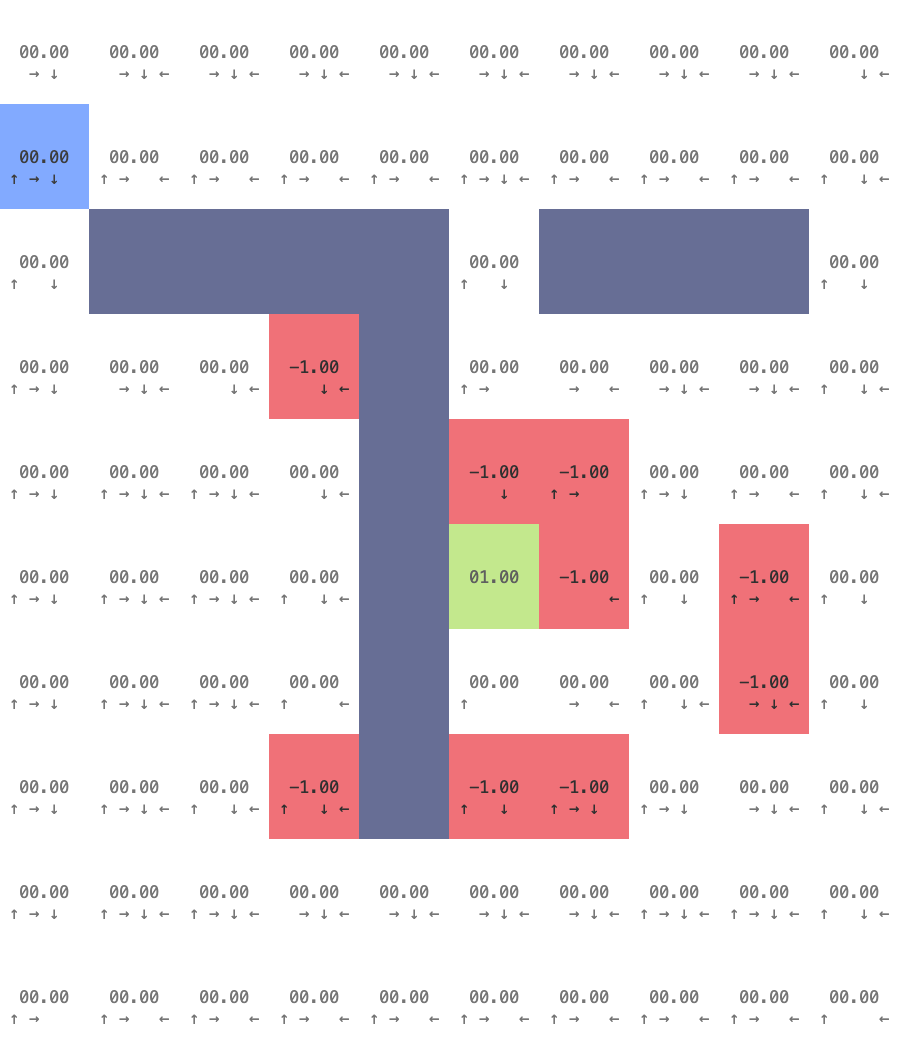 00.00 00.00 00.00 00.00 00.00 00.00 00.00 00.00 00.00 00.00
→ ↓ → ↓ ← → ↓ ← → ↓ ← → ↓ ← → ↓ ← → ↓ ← → ↓ ← → ↓ ← ↓ ←
00.00 00.00 00.00 00.00 00.00 00.00 00.00 00.00 00.00 00.00
↑ → ↓ ↑ → ← ↑ → ← ↑ → ← ↑ → ← ↑ → ↓ ← ↑ → ← ↑ → ← ↑ → ← ↑ ↓ ←
00.00 00.00 00.00
↑ ↓ ↑ ↓ ↑ ↓
00.00 00.00 00.00 -1.00 00.00 00.00 00.00 00.00 00.00
↑ → ↓ → ↓ ← ↓ ← ↓ ← ↑ → → ← → ↓ ← → ↓ ← ↑ ↓ ←
00.00 00.00 00.00 00.00 -1.00 -1.00 00.00 00.00 00.00
↑ → ↓ ↑ → ↓ ← ↑ → ↓ ← ↓ ← ↓ ↑ → ↑ → ↓ ↑ → ← ↑ ↓ ←
00.00 00.00 00.00 00.00 01.00 -1.00 00.00 -1.00 00.00
↑ → ↓ ↑ → ↓ ← ↑ → ↓ ← ↑ ↓ ← ← ↑ ↓ ↑ → ← ↑ ↓
00.00 00.00 00.00 00.00 00.00 00.00 00.00 -1.00 00.00
↑ → ↓ ↑ → ↓ ← ↑ → ↓ ← ↑ ← ↑ → ← ↑ ↓ ← → ↓ ← ↑ ↓
00.00 00.00 00.00 -1.00 -1.00 -1.00 00.00 00.00 00.00
↑ → ↓ ↑ → ↓ ← ↑ ↓ ← ↑ ↓ ← ↑ ↓ ↑ → ↓ ↑ → ↓ → ↓ ← ↑ ↓ ←
00.00 00.00 00.00 00.00 00.00 00.00 00.00 00.00 00.00 00.00
↑ → ↓ ↑ → ↓ ← ↑ → ↓ ← → ↓ ← → ↓ ← → ↓ ← → ↓ ← ↑ → ↓ ← ↑ → ↓ ← ↑ ↓ ←
00.00 00.00 00.00 00.00 00.00 00.00 00.00 00.00 00.00 00.00
↑ → ↑ → ← ↑ → ← ↑ → ← ↑ → ← ↑ → ← ↑ → ← ↑ → ← ↑ → ← ↑ ←